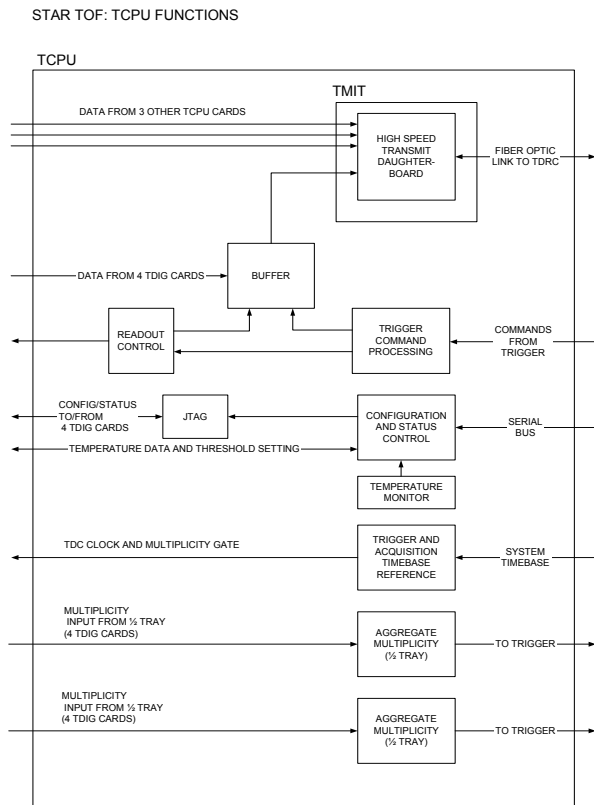 STAR TOF: TCPU FUNCTIONS
TCPU
TMIT
DATA FROM 3 OTHER TCPU CARDS
HIGH SPEED
TRANSMIT
DAUGHTER-
BOARD
FIBER OPTIC
LINK TO TDRC
DATA FROM 4 TDIG CARDS
BUFFER
READOUT
CONTROL
TRIGGER
COMMAND
PROCESSING
COMMANDS
FROM
TRIGGER
CONFIG/STATUS
TO/FROM
4 TDIG CARDS
JTAG
CONFIGURATION
AND STATUS
CONTROL
SERIAL
BUS
TEMPERATURE DATA AND THRESHOLD SETTING
TEMPERATURE
MONITOR
TDC CLOCK AND MULTIPLICITY GATE
TRIGGER AND
ACQUISITION
TIMEBASE
REFERENCE
SYSTEM
TIMEBASE
MULTIPLICITY
INPUT FROM ½ TRAY
(4 TDIG CARDS)
AGGREGATE
MULTIPLICITY
(½ TRAY)
TO TRIGGER
MULTIPLICITY
INPUT FROM ½ TRAY
(4 TDIG CARDS)
AGGREGATE
MULTIPLICITY
(½ TRAY)
TO TRIGGER